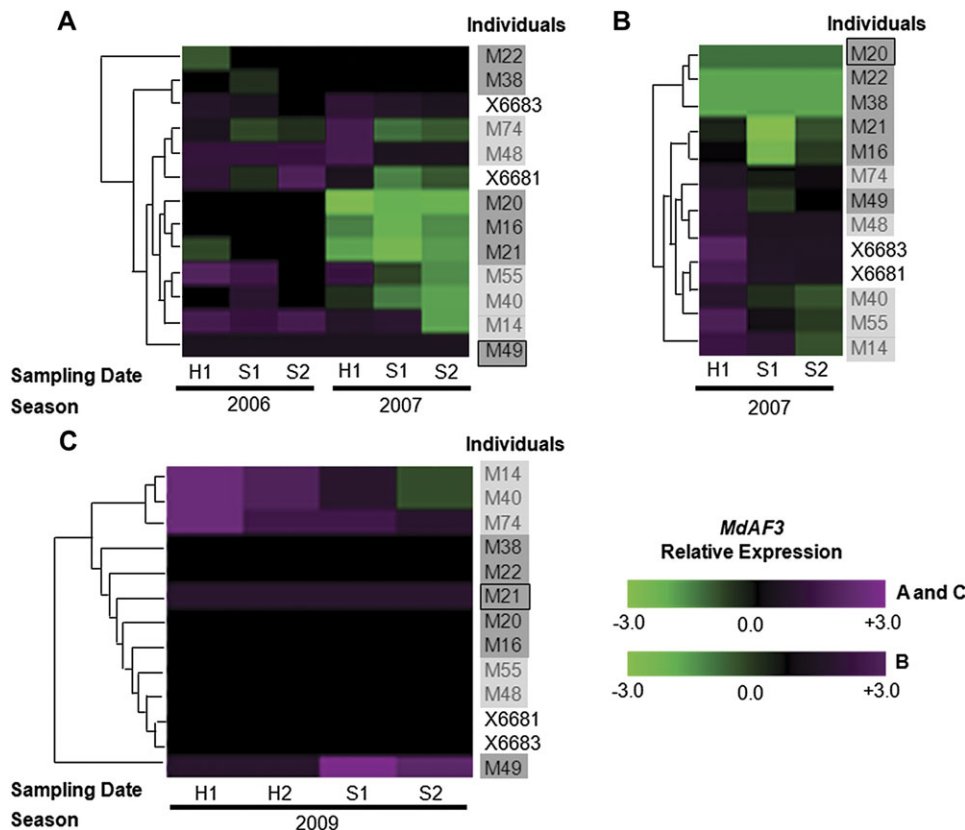 A
Individuals
M22
M38
X6683
M74
M48
X6681
M20
M16
M21
M55
M40
M14
M49
Sampling Date H1 S1 S2 H1 S1 S2
Season 2006 2007
B
Individuals
M20
M22
M38
M21
M16
M74
M49
M48
X6683
X6681
M40
M55
M14
H1 S1 S2
2007
C
Individuals
M14
M40
M74
M38
M22
M21
M20
M16
M55
M48
X6681
X6683
M49
Sampling Date H1 H2 S1 S2
Season 2009
MdAF3
Relative Expression
A and C
-3.0 0.0 +3.0
B
-3.0 0.0 +3.0